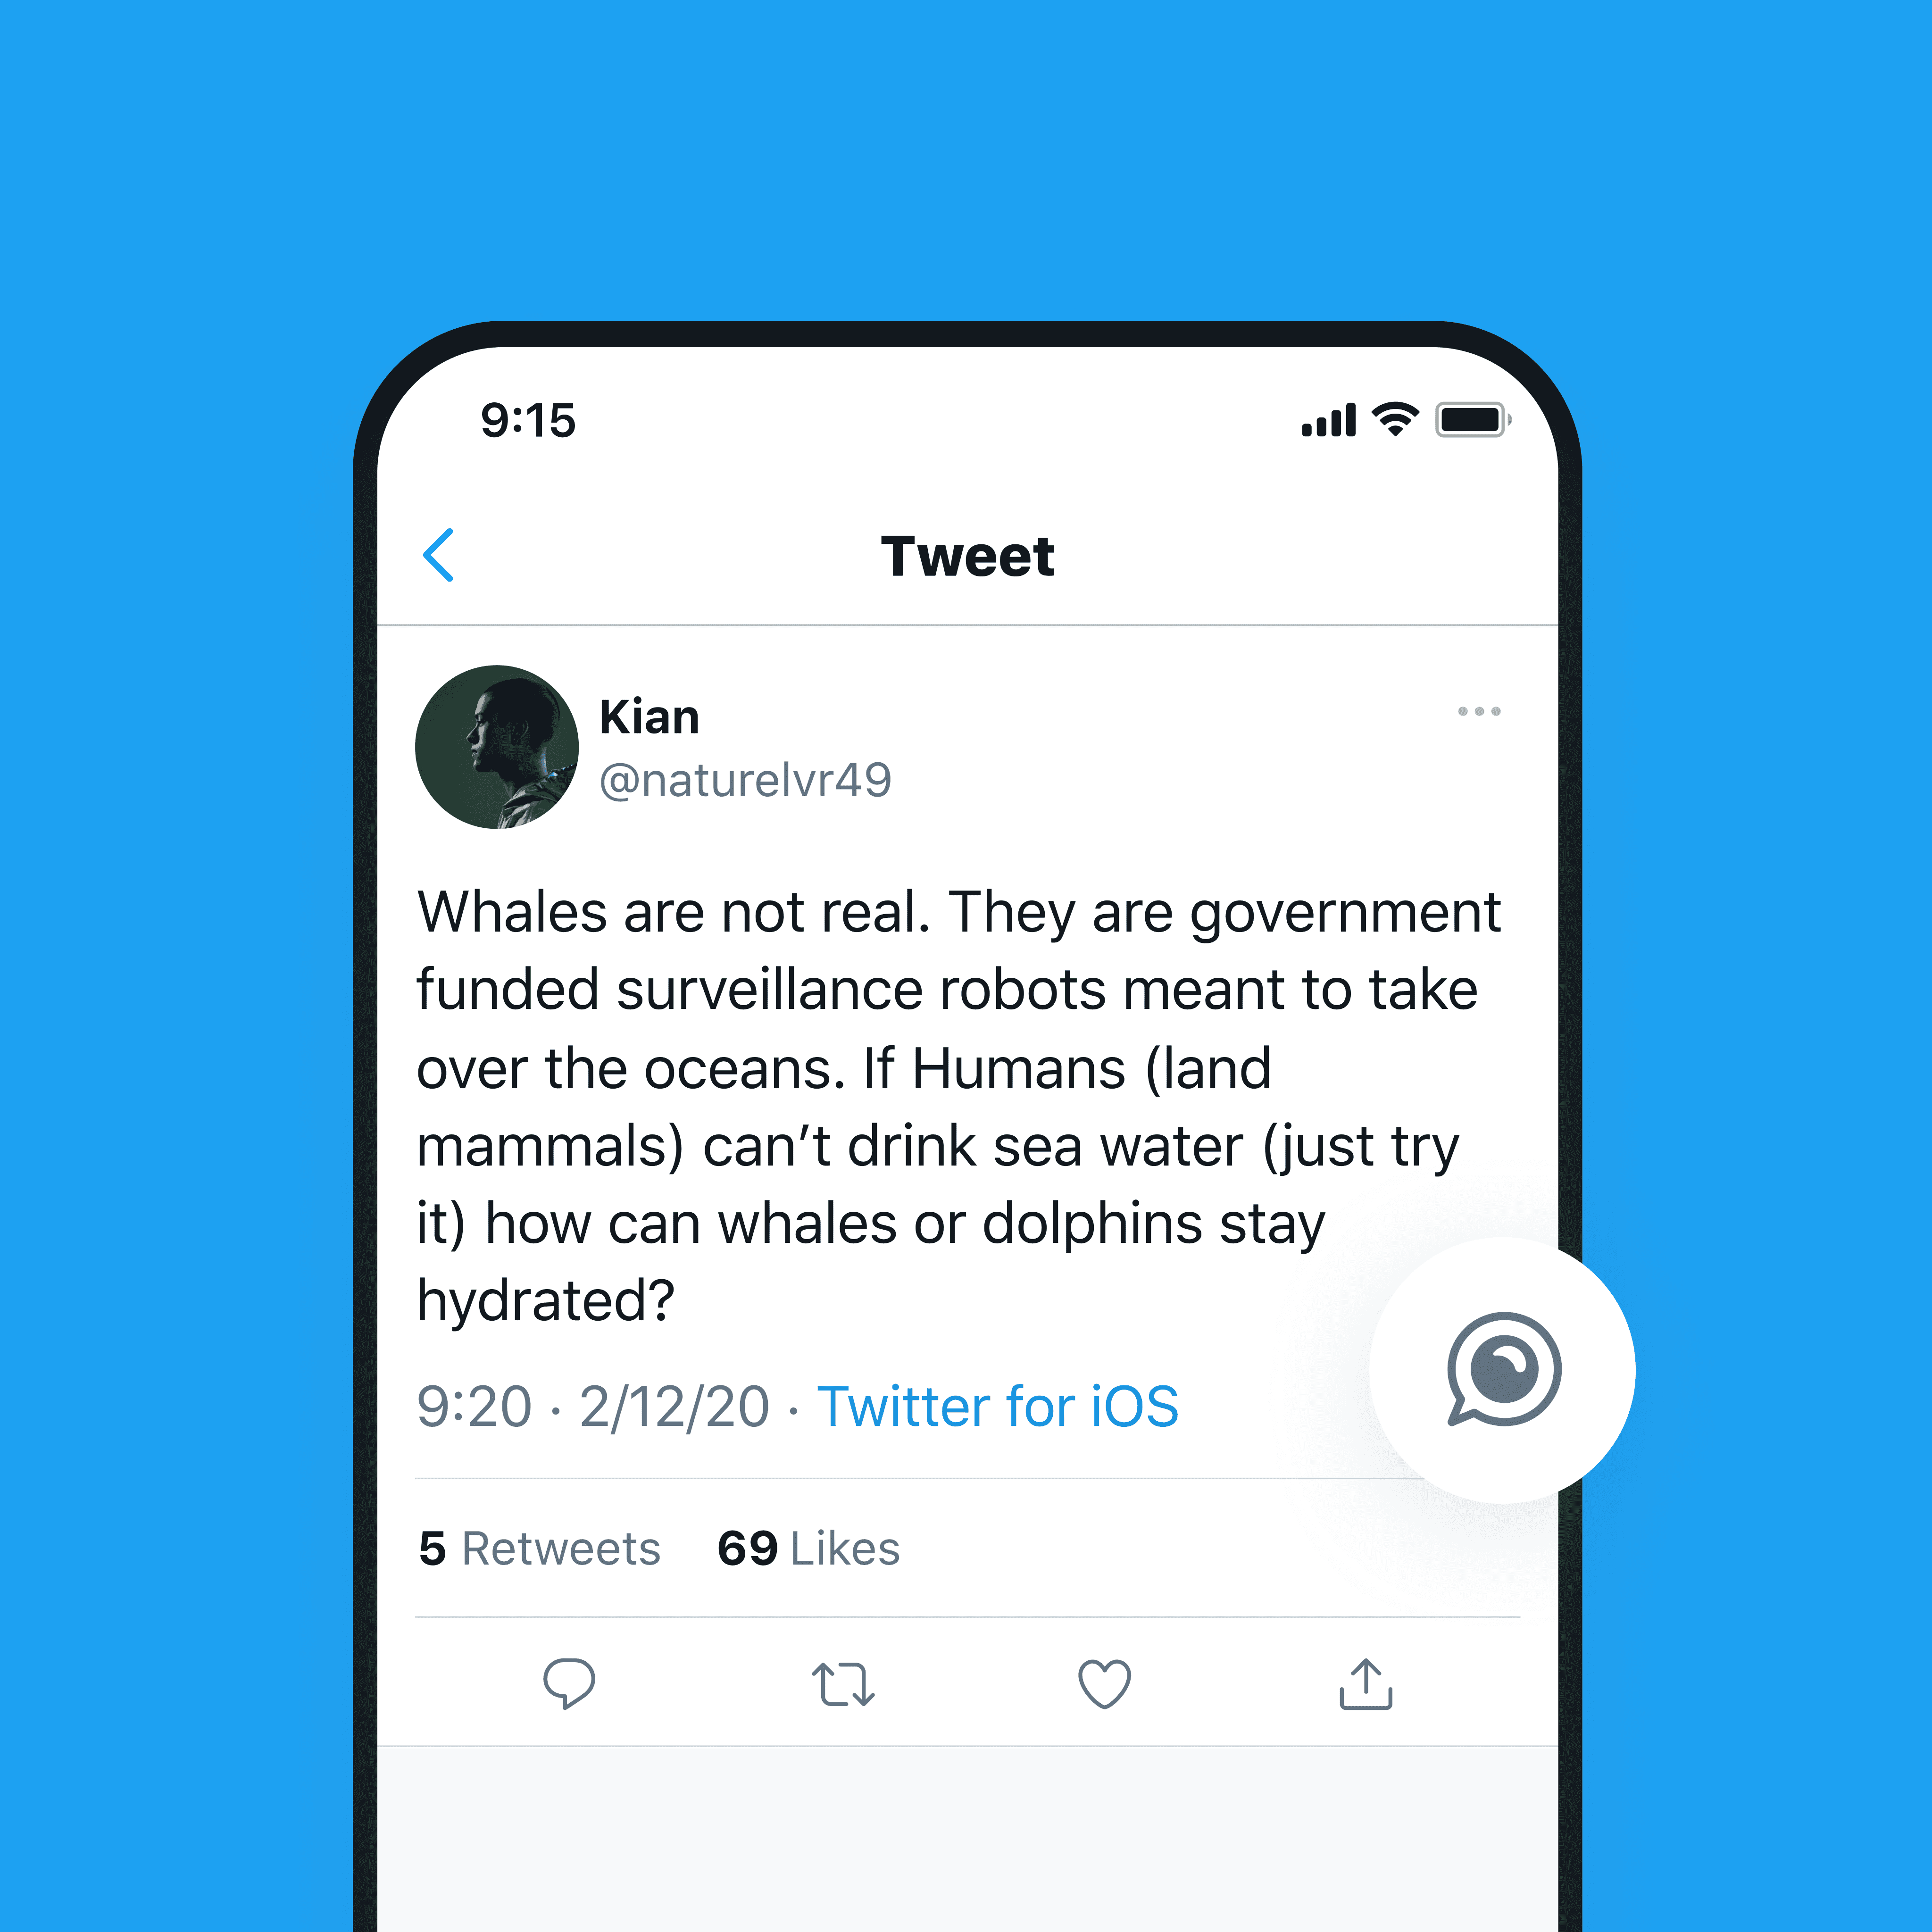 9:15
Tweet
Kian
@naturelvr49
Whales are not real. They are government
funded surveillance robots meant to take
over the oceans. If Humans (land
mammals) can’t drink sea water (just try
it) how can whales or dolphins stay
hydrated?
9:20 · 2/12/20 · Twitter for iOS
5 Retweets 69 Likes